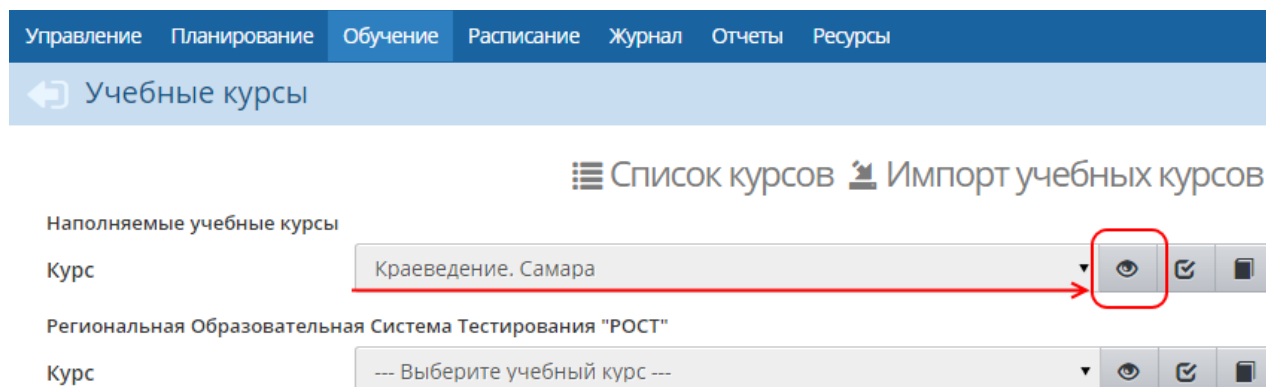 Управление Планирование Обучение Расписание Журнал Отчеты Ресурсы
Учебные курсы
Список курсов Импорт учебных курсов
Наполняемые учебные курсы
Курс Краеведение. Самара
Региональная Образовательная Система Тестирования "РОСТ"
Курс --- Выберите учебный курс ---